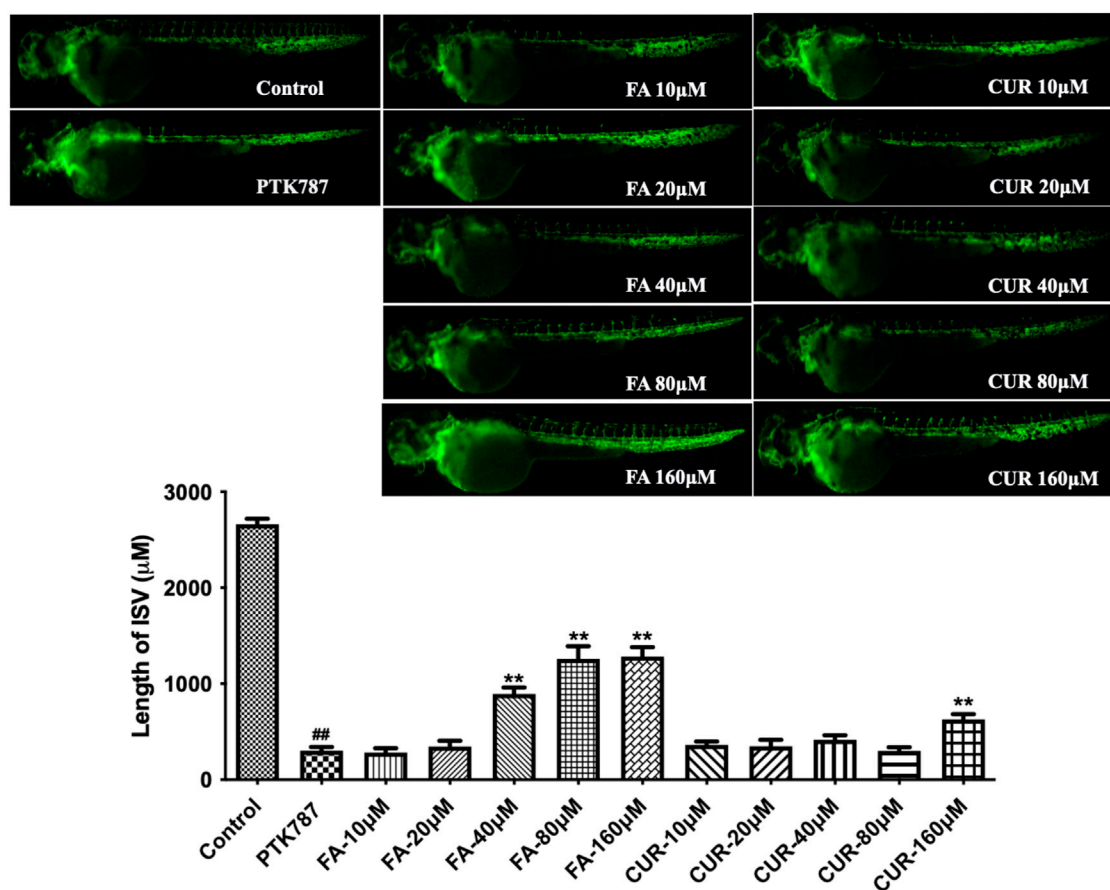 Control
FA 10μM
CUR 10μM
PTK787
FA 20μM
CUR 20μM
FA 40μM
CUR 40μM
FA 80μM
CUR 80μM
FA 160μM
CUR 160μM
Length of ISV (μM)
3000
2000
1000
0
##
**
**
**
**
Control
PTK787
FA-10μM
FA-20μM
FA-40μM
FA-80μM
FA-160μM
CUR-10μM
CUR-20μM
CUR-40μM
CUR-80μM
CUR-160μM